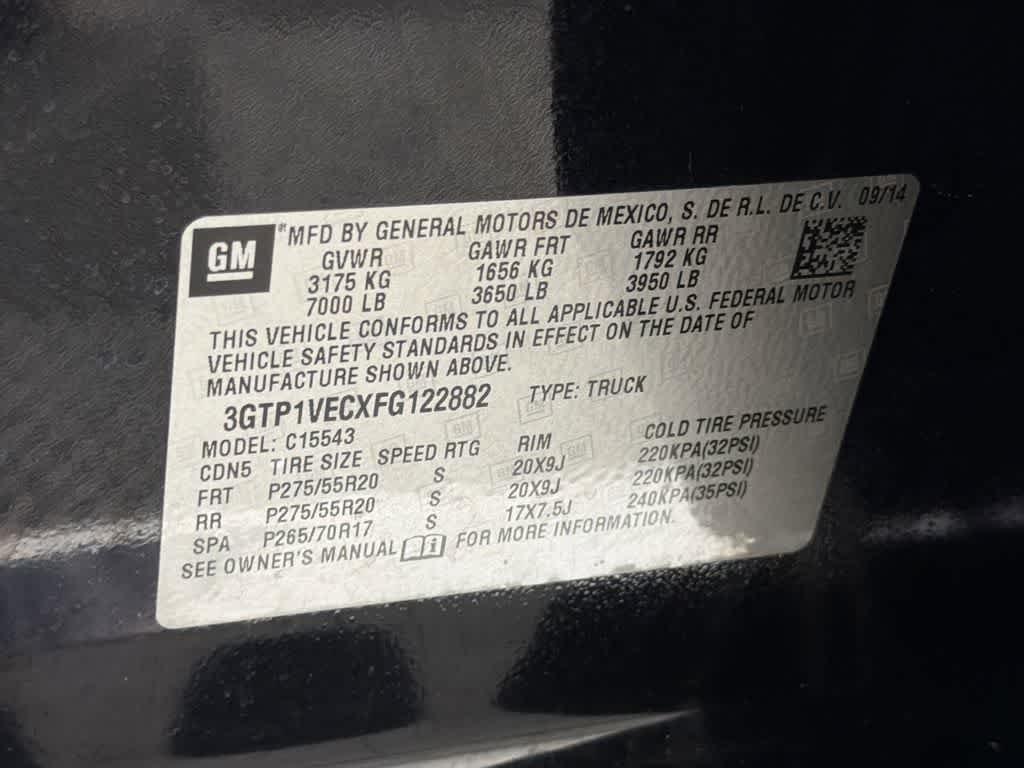 GM
MFD BY GENERAL MOTORS DE MEXICO, S. DE R.L. DE C.V. 09/14
GVWR GAWR FRT GAWR RR
3175 KG 1656 KG 1792 KG
7000 LB 3650 LB 3950 LB
THIS VEHICLE CONFORMS TO ALL APPLICABLE U.S. FEDERAL MOTOR
VEHICLE SAFETY STANDARDS IN EFFECT ON THE DATE OF
MANUFACTURE SHOWN ABOVE.
3GTP1VECXFG122882 TYPE: TRUCK
MODEL: C15543
CDN5 TIRE SIZE SPEED RTG RIM COLD TIRE PRESSURE
FRT P275/55R20 S 20X9J 220KPA(32PSI)
RR P275/55R20 S 20X9J 220KPA(32PSI)
SPA P265/70R17 S 17X7.5J 240KPA(35PSI)
SEE OWNER'S MANUAL FOR MORE INFORMATION.